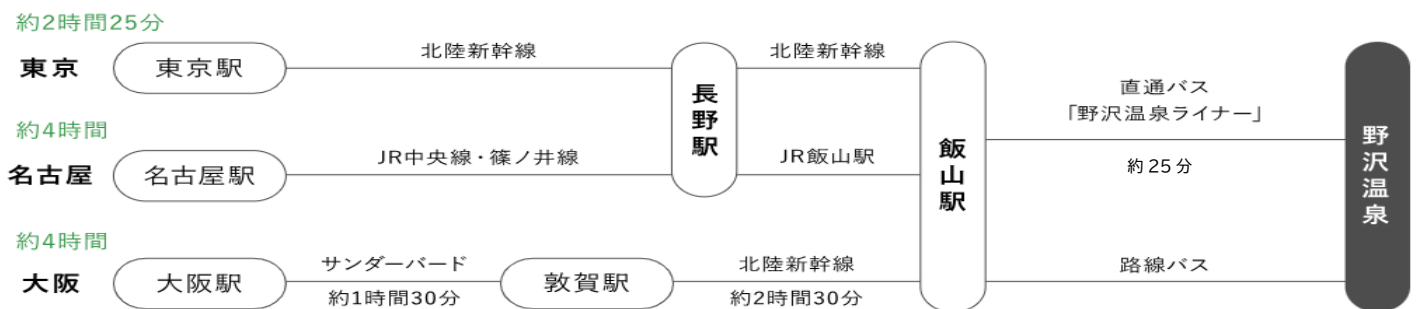 約2時間25分
東京
東京駅
北陸新幹線
長野駅
北陸新幹線
飯山駅
直通バス
「野沢温泉ライナー」
約25分
野沢温泉
約4時間
名古屋
名古屋駅
JR中央線・篠ノ井線
JR飯山駅
約4時間
大阪
大阪駅
サンダーバード
約1時間30分
敦賀駅
北陸新幹線
約2時間30分
路線バス